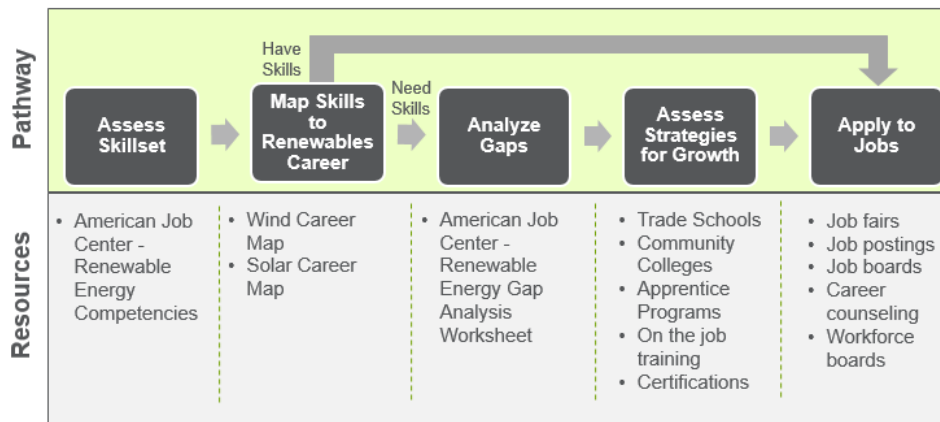 Pathway
Have
Skills
Need
Skills
Assess
Skillset
Map Skills
to
Renewables
Career
Analyze
Gaps
Assess
Strategies
for Growth
Apply to
Jobs
Resources
• American Job
Center -
Renewable
Energy
Competencies
• Wind Career
Map
• Solar Career
Map
• American Job
Center -
Renewable
Energy Gap
Analysis
Worksheet
• Trade Schools
• Community
Colleges
• Apprentice
Programs
• On the job
training
• Certifications
• Job fairs
• Job postings
• Job boards
• Career
counseling
• Workforce
boards